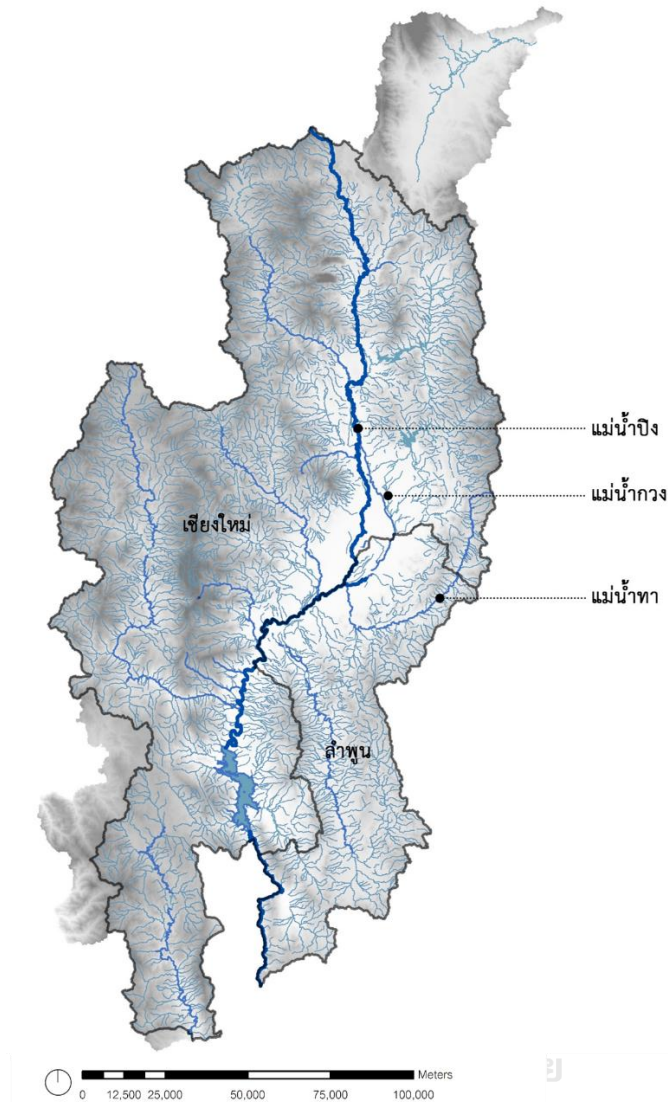 แม่น้ำปิง
แม่น้ำกวง
เชียงใหม่
แม่น้ำทา
ลำพูน
Meters
0 12,500 25,000 50,000 75,000 100,000